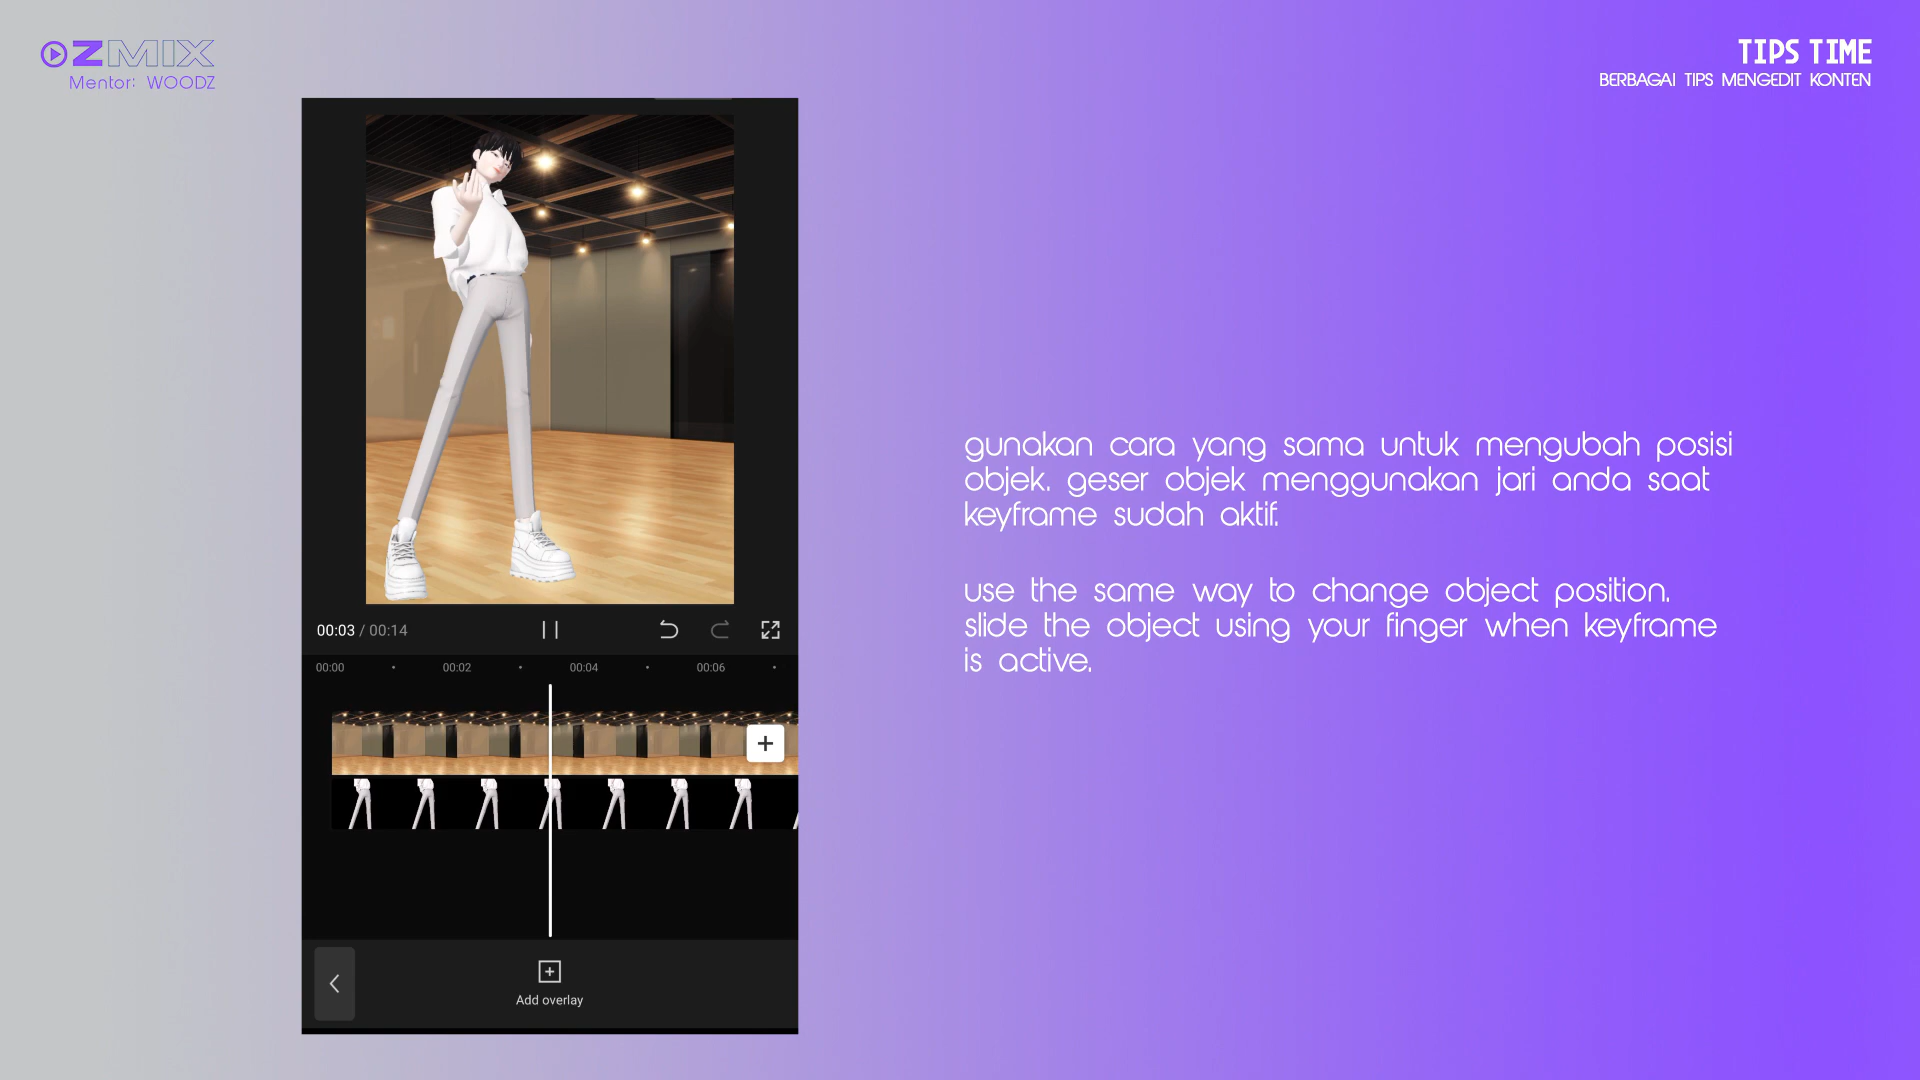 OZMIX
Mentor: WOODZ
TIPS TIME
BERBAGAI TIPS MENGEDIT KONTEN
gunakan cara yang sama untuk mengubah posisi
objek. geser objek menggunakan jari anda saat
keyframe sudah aktif.
use the same way to change object position.
slide the object using your finger when keyframe
is active.
00:03 / 00:14
00:00 00:02 00:04 00:06
Add overlay